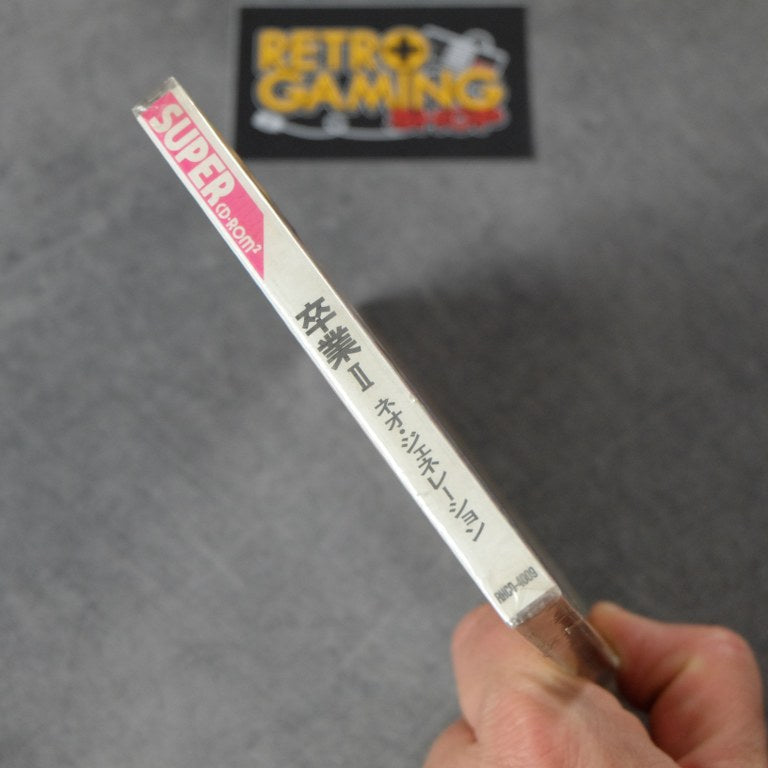 RETRO
GAMING
SHOP
SUPER
CD-ROM²
卒業II
ネオ・ジェネレーション
RHCD-4009